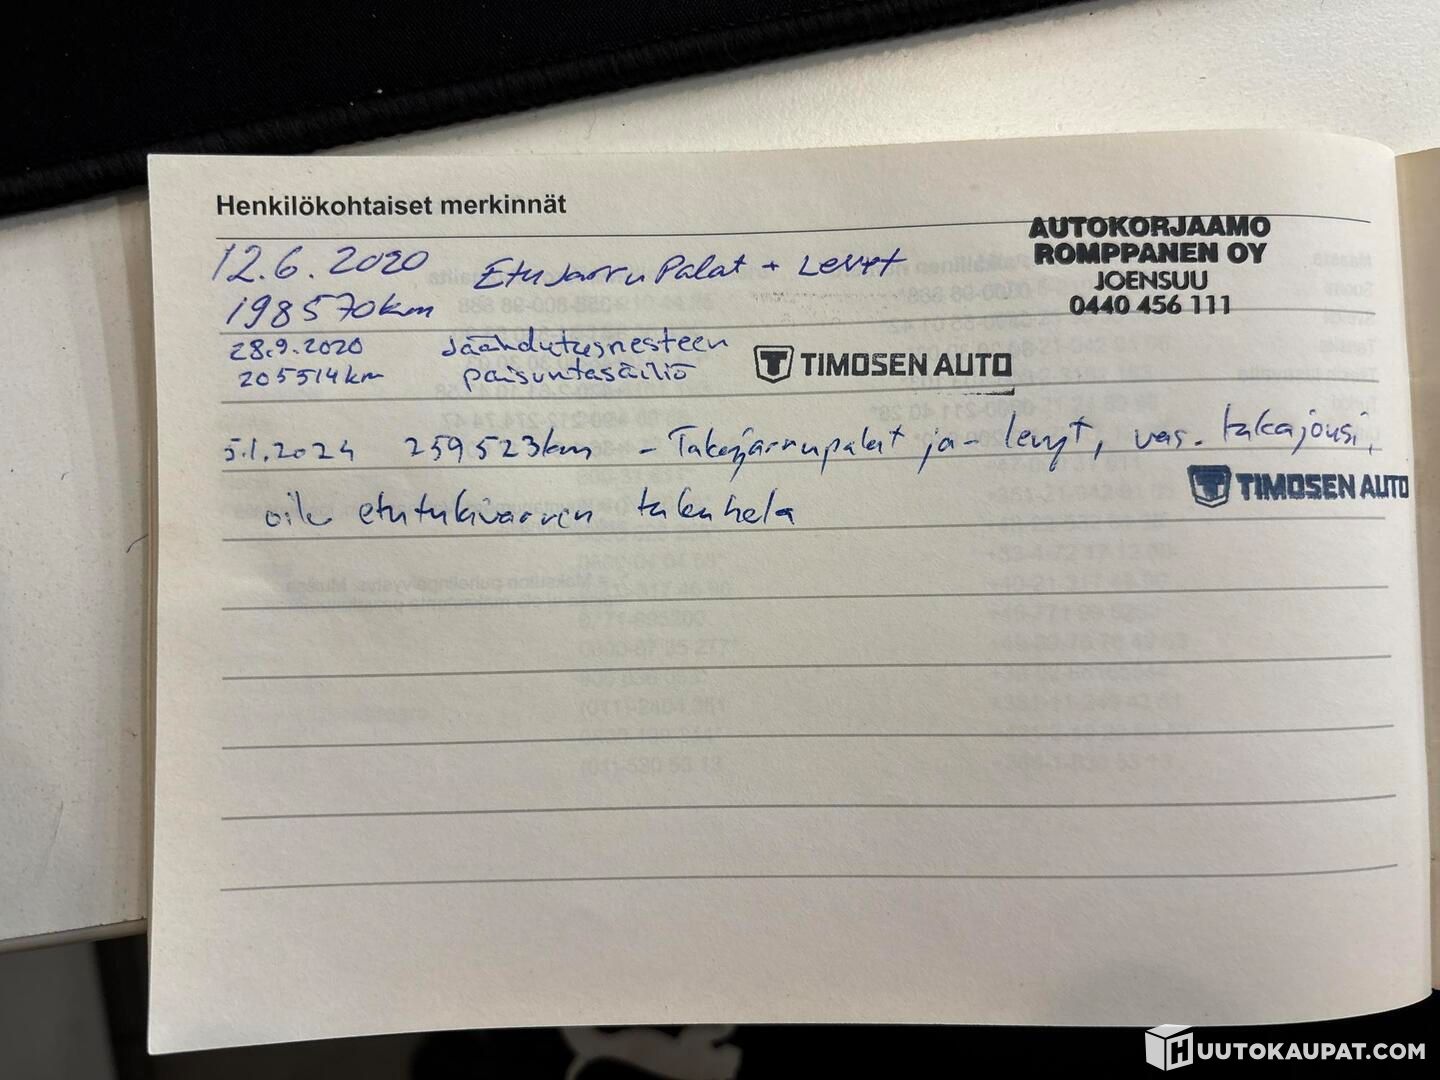 Henkilökohtaiset merkinnät
12.6.2020 EtuJarruPalat + Levyt
198570km
AUTOKORJAAMO
ROMPPANEN OY
JOENSUU
0440 456 111
28.9.2020 Jäähdytysnesteen
205514km paisuntasäiliö
TIMOSEN AUTO
5.1.2024 259523km - Takajarrupalat ja - levyt, vas. takajousi,
oik etutukivarren takahela
TIMOSEN AUTO
HUUTOKAUPAT.COM